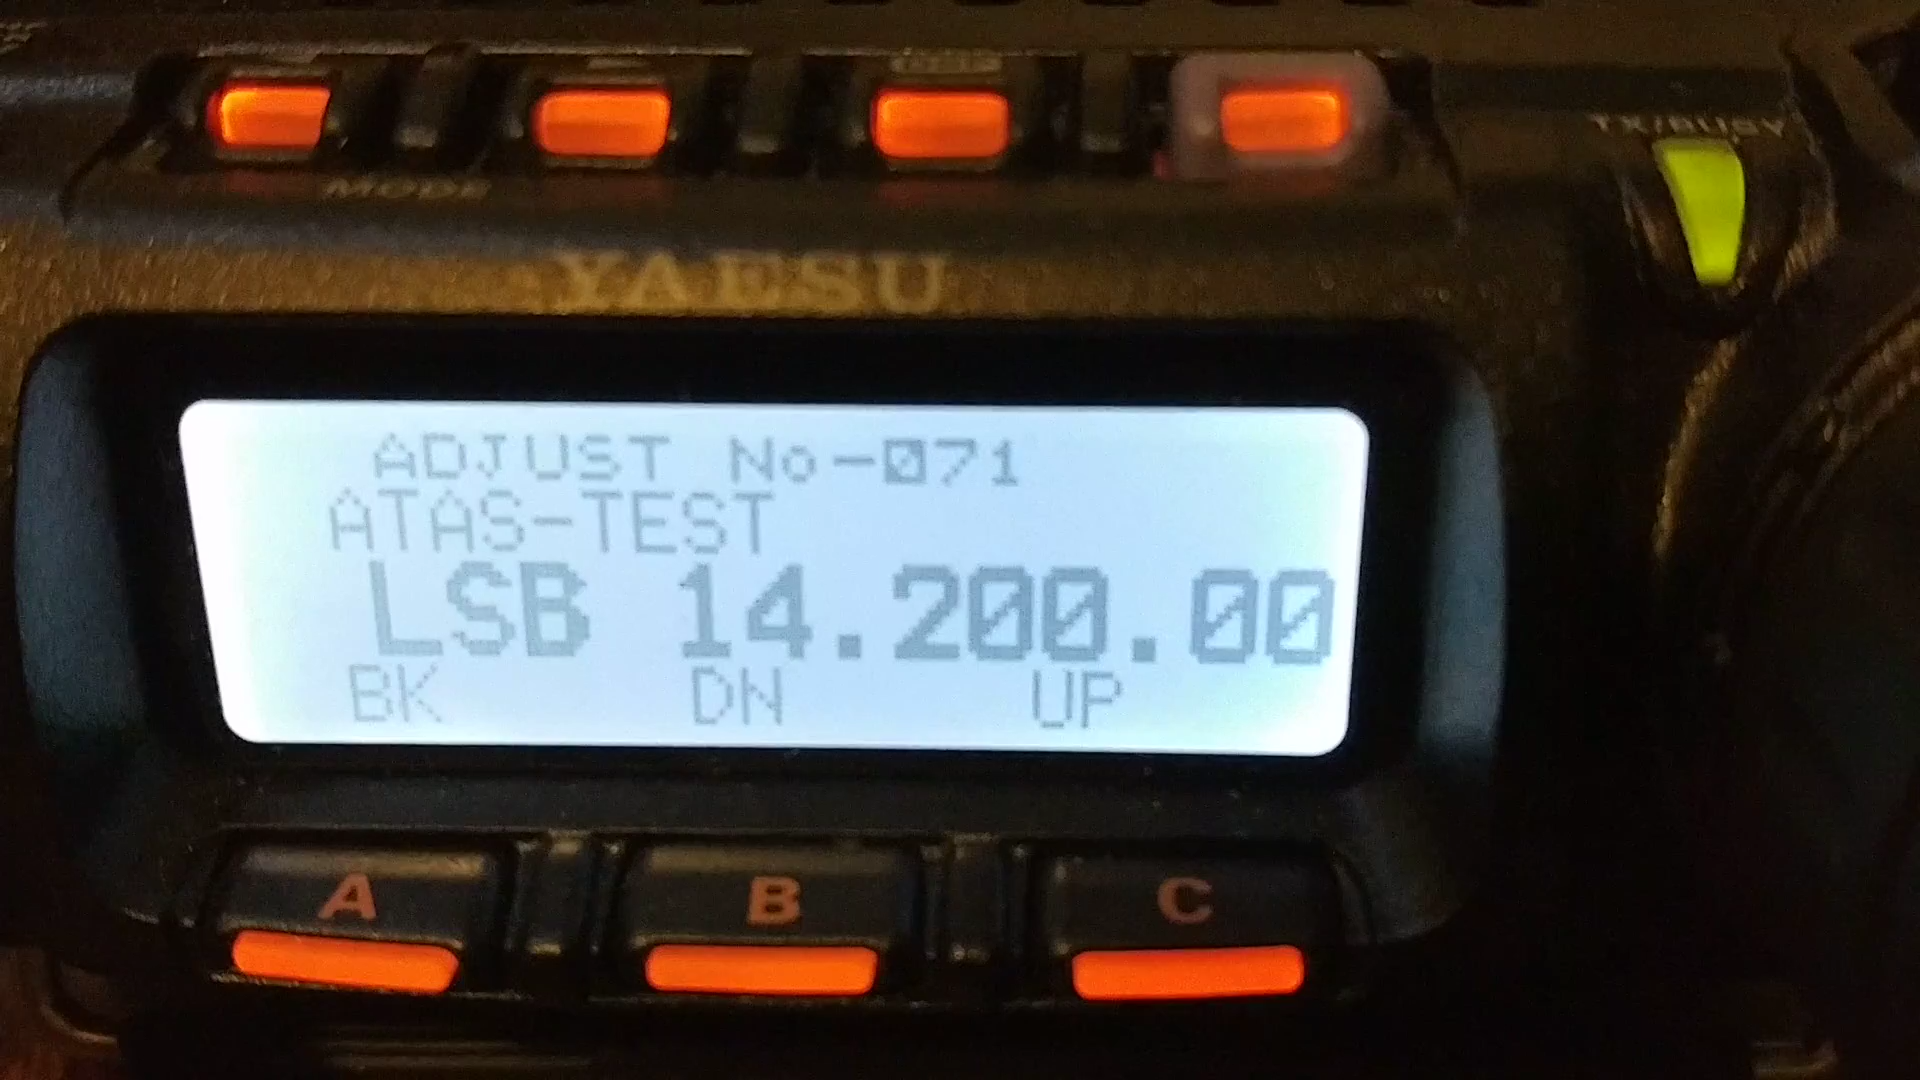 TX/BUSY
MODE
YAESU
ADJUST No-071
ATAS-TEST
LSB 14.200.00
BK DN UP
A B C